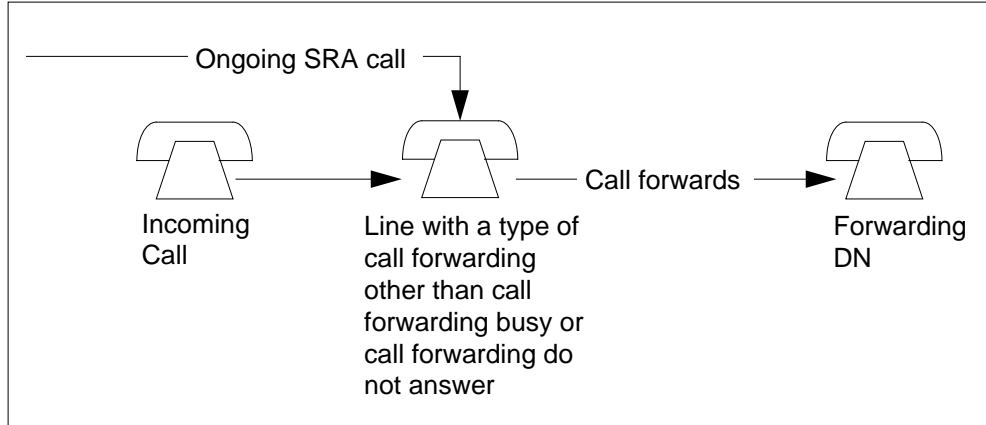 Ongoing SRA call
Call forwards
Incoming
Call
Line with a type of
call forwarding
other than call
forwarding busy or
call forwarding do
not answer
Forwarding
DN